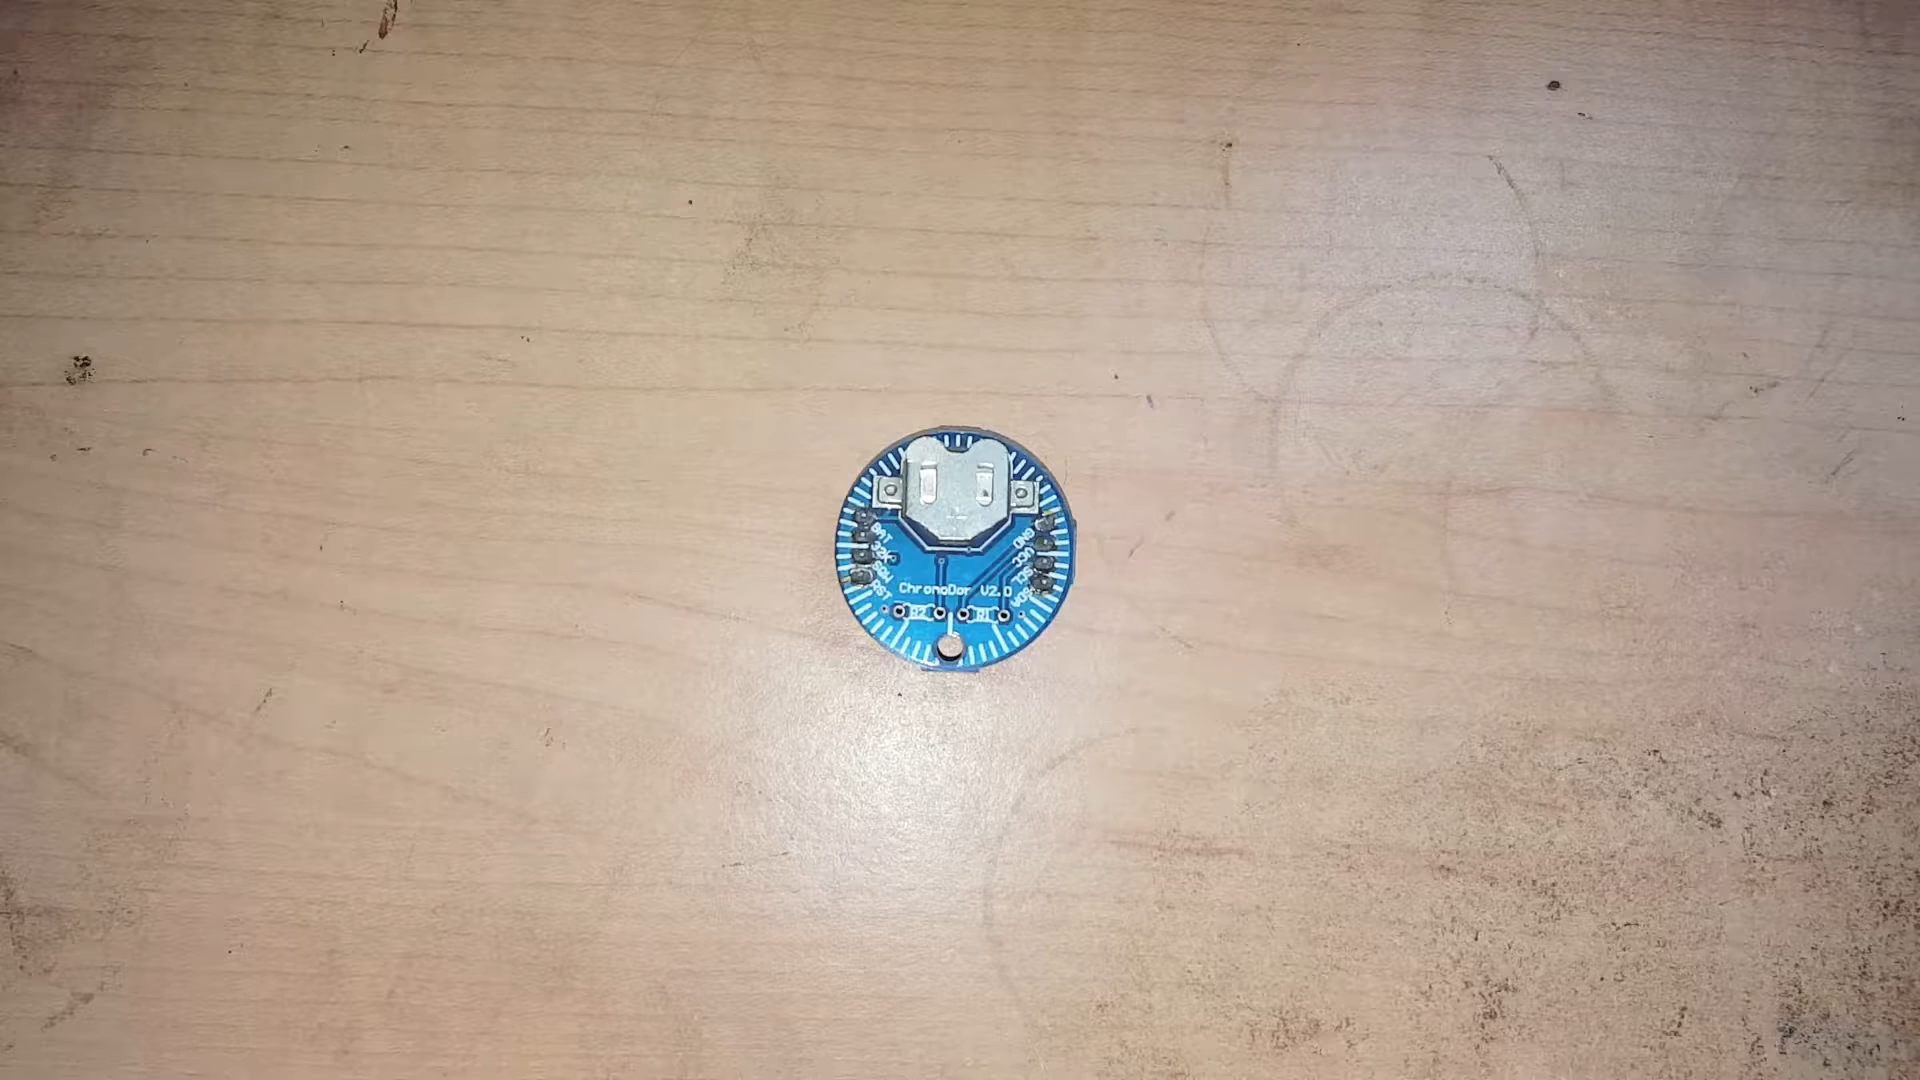 BAT
32K
SQW
RST
GND
VCC
SCL
SDA
ChronoDot V2.0
R2
R1